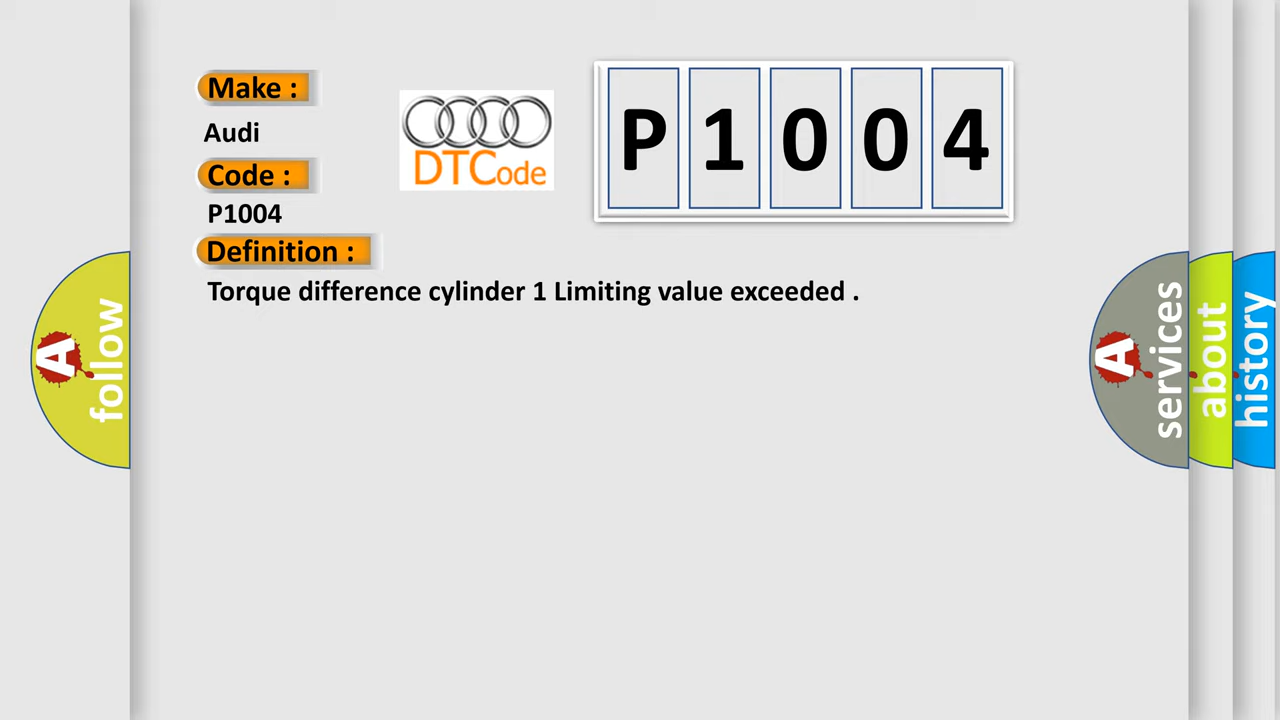 Make :
Audi
Code :
P1004
Definition :
Torque difference cylinder 1 Limiting value exceeded .
DTCode
P1004
A follow
A services
about
history